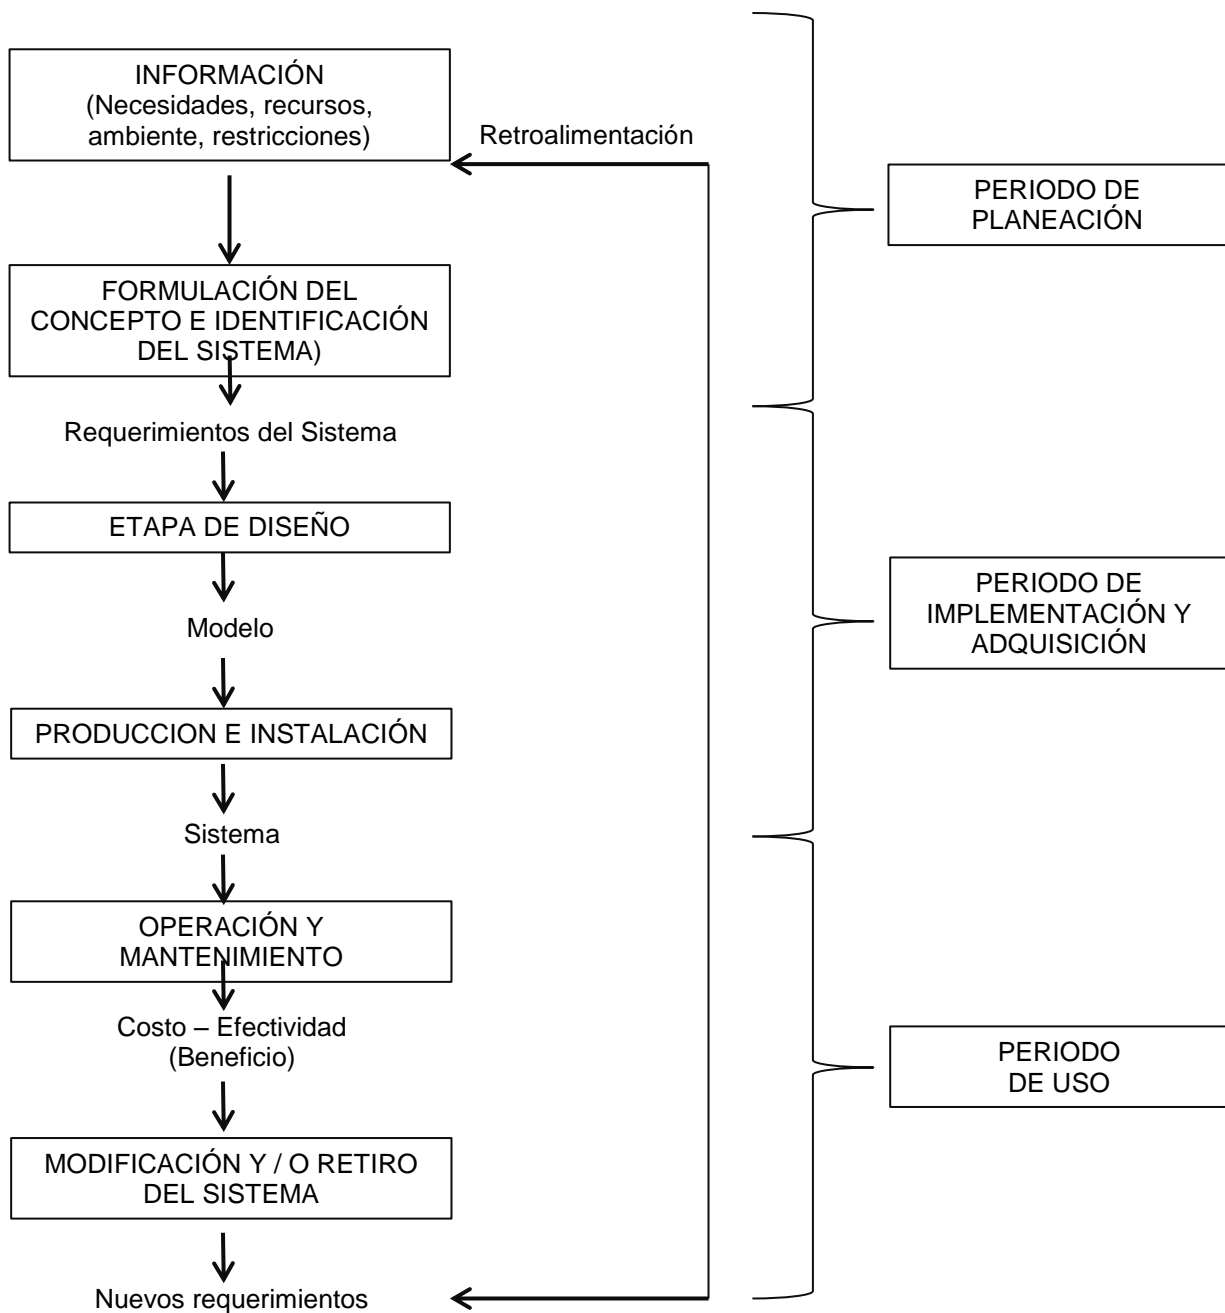 INFORMACIÓN
(Necesidades, recursos,
ambiente, restricciones)
Retroalimentación
PERIODO DE
PLANEACIÓN
FORMULACIÓN DEL
CONCEPTO E IDENTIFICACIÓN
DEL SISTEMA)
Requerimientos del Sistema
ETAPA DE DISEÑO
PERIODO DE
IMPLEMENTACIÓN Y
ADQUISICIÓN
Modelo
PRODUCCION E INSTALACIÓN
Sistema
OPERACIÓN Y
MANTENIMIENTO
Costo – Efectividad
(Beneficio)
PERIODO
DE USO
MODIFICACIÓN Y / O RETIRO
DEL SISTEMA
Nuevos requerimientos